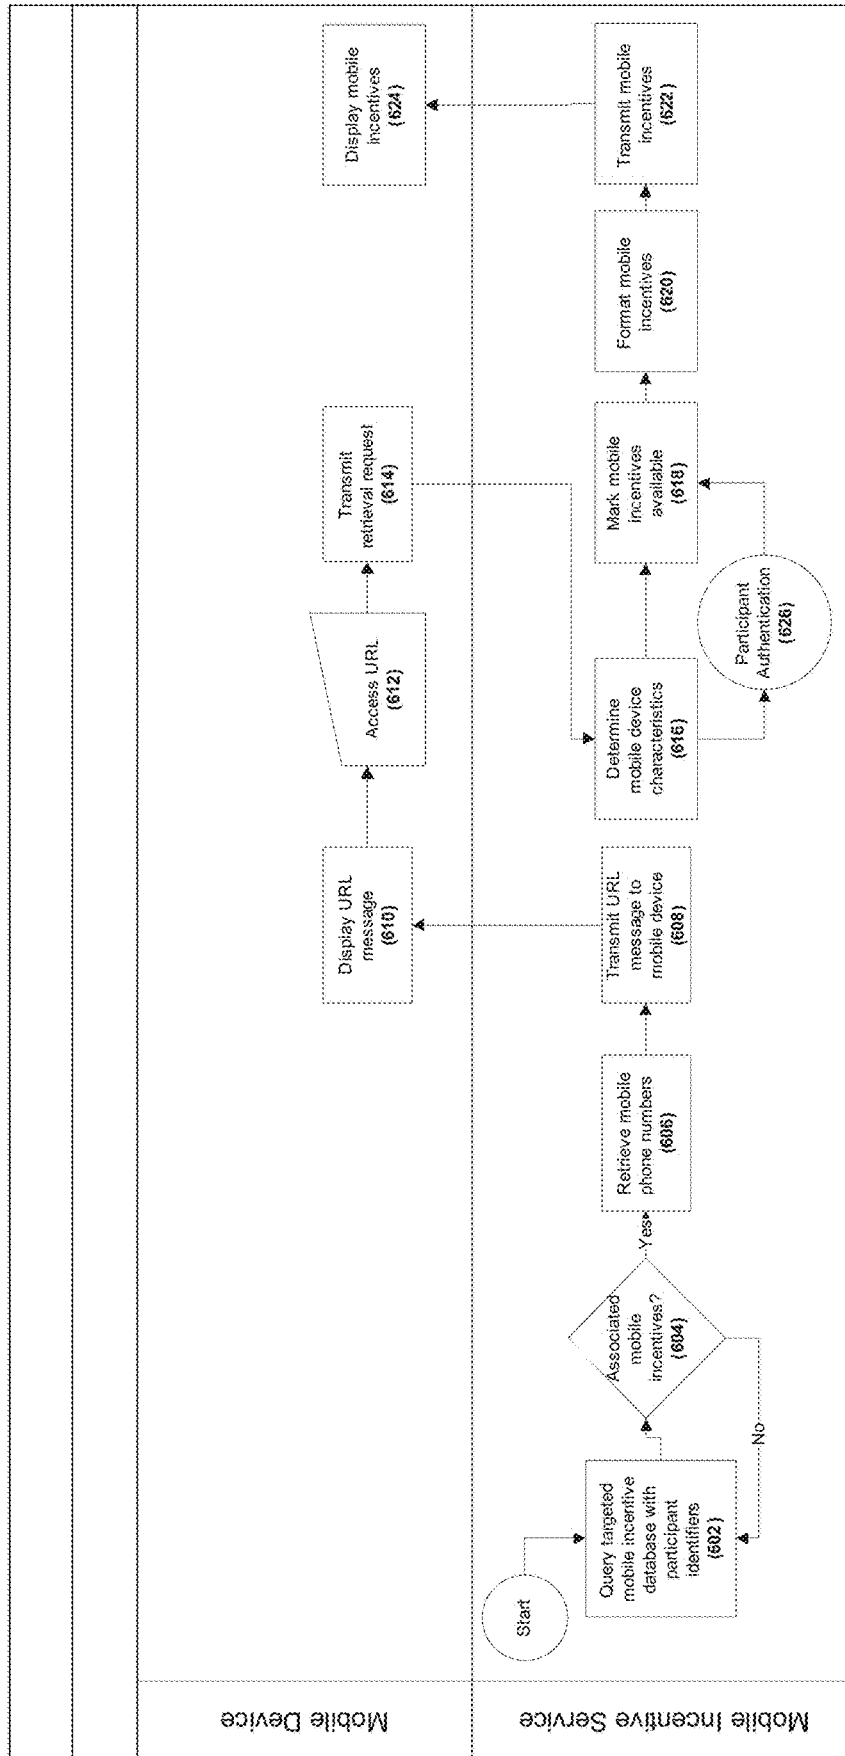 Mobile Device
Display URL
message
(610)
Access URL
(612)
Transmit
retrieval request
(614)
Display mobile
incentives
(624)
Mobile Incentive Service
Start
Query targeted
mobile incentive
database with
participant
identifiers
(602)
Associated
mobile
incentives?
(604)
Yes
No
Retrieve mobile
phone numbers
(606)
Transmit URL
message to
mobile device
(608)
Determine
mobile device
characteristics
(616)
Participant
Authentication
(626)
Mark mobile
incentives
available
(618)
Format mobile
incentives
(620)
Transmit mobile
incentives
(622)